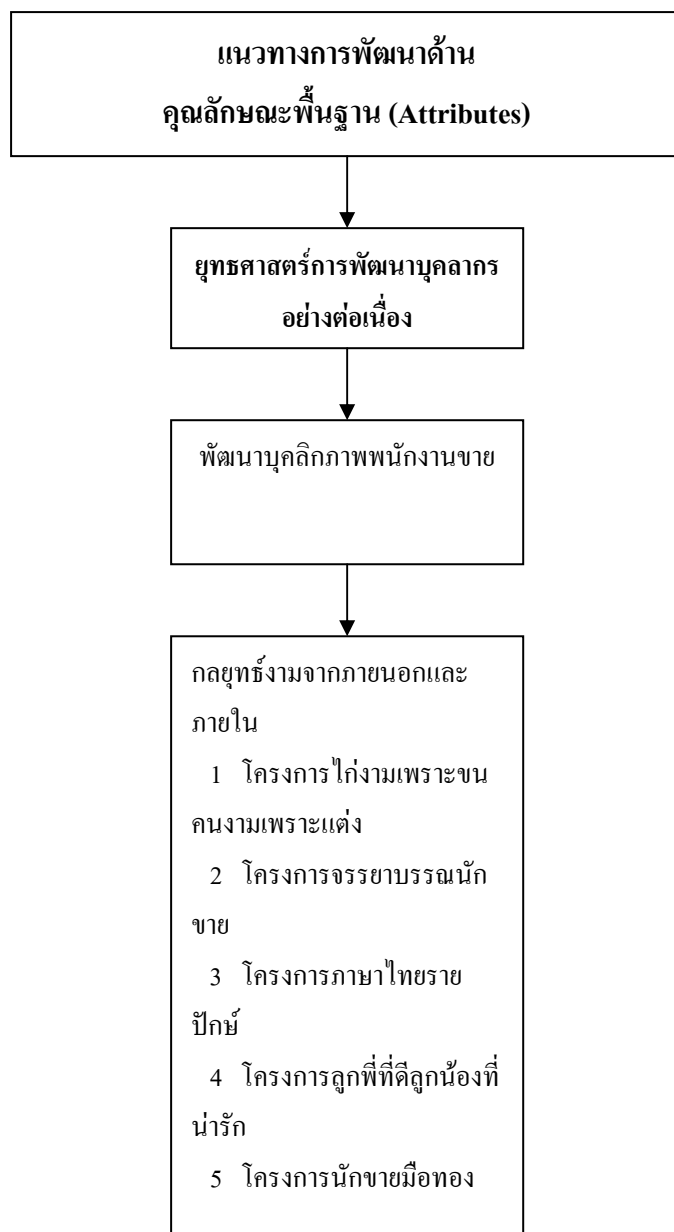 แนวทางการพัฒนาด้าน
คุณลักษณะพื้นฐาน (Attributes)
ยุทธศาสตร์การพัฒนาบุคลากร
อย่างต่อเนื่อง
พัฒนาบุคลิกภาพพนักงานขาย
กลยุทธ์งามจากภายนอกและ
ภายใน
1 โครงการไก่งามเพราะขน
คนงามเพราะแต่ง
2 โครงการจรรยาบรรณนัก
ขาย
3 โครงการภาษาไทยราย
ปักษ์
4 โครงการลูกพี่ที่ดีลูกน้องที่
น่ารัก
5 โครงการนักขายมือทอง